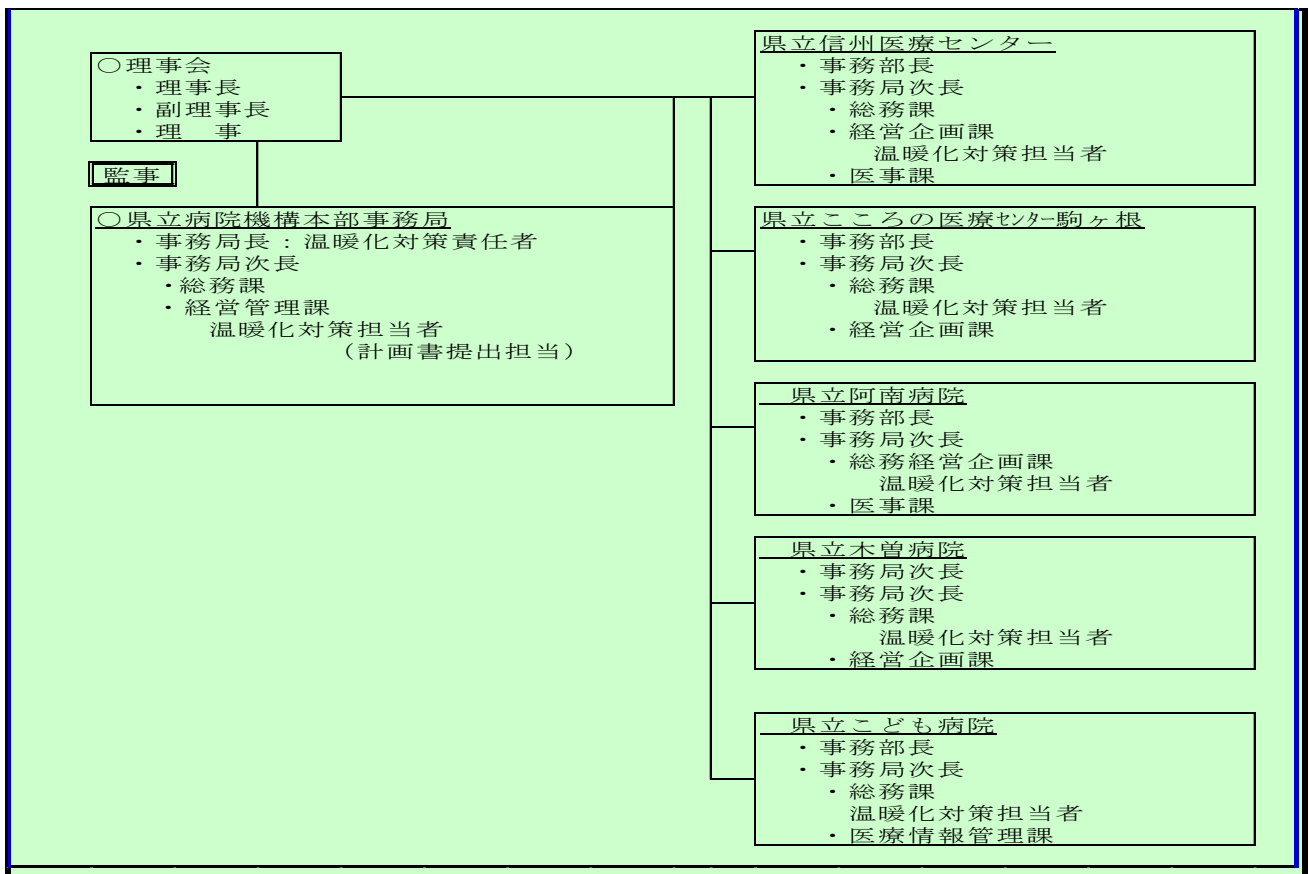 ○理事会
・理事長
・副理事長
・理　事
監事
○県立病院機構本部事務局
・事務局長：温暖化対策責任者
・事務局次長
・総務課
・経営管理課
温暖化対策担当者
（計画書提出担当）
県立信州医療センター
・事務部長
・事務局次長
・総務課
・経営企画課
温暖化対策担当者
・医事課
県立こころの医療ｾﾝﾀｰ駒ヶ根
・事務部長
・事務局次長
・総務課
温暖化対策担当者
・経営企画課
県立阿南病院
・事務部長
・事務局次長
・総務経営企画課
温暖化対策担当者
・医事課
県立木曽病院
・事務局次長
・事務局次長
・総務課
温暖化対策担当者
・経営企画課
県立こども病院
・事務部長
・事務局次長
・総務課
温暖化対策担当者
・医療情報管理課